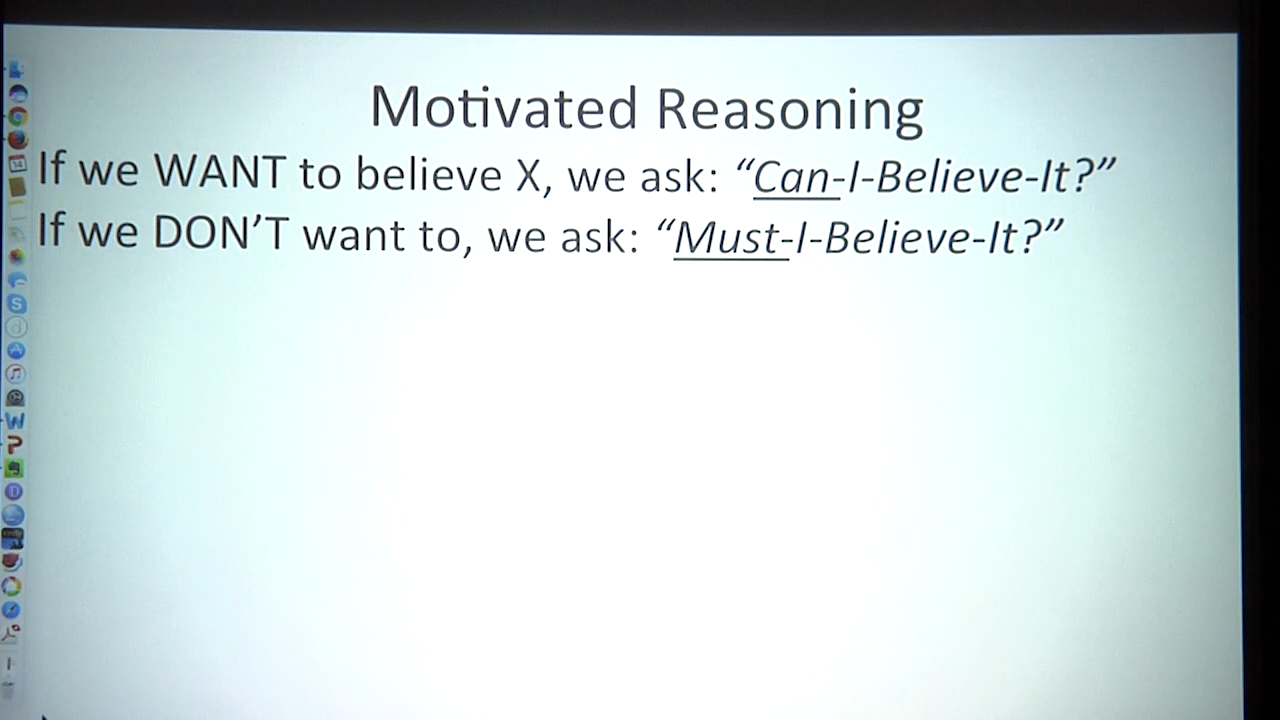 Motivated Reasoning
If we WANT to believe X, we ask: “Can-I-Believe-It?”
If we DON’T want to, we ask: “Must-I-Believe-It?”